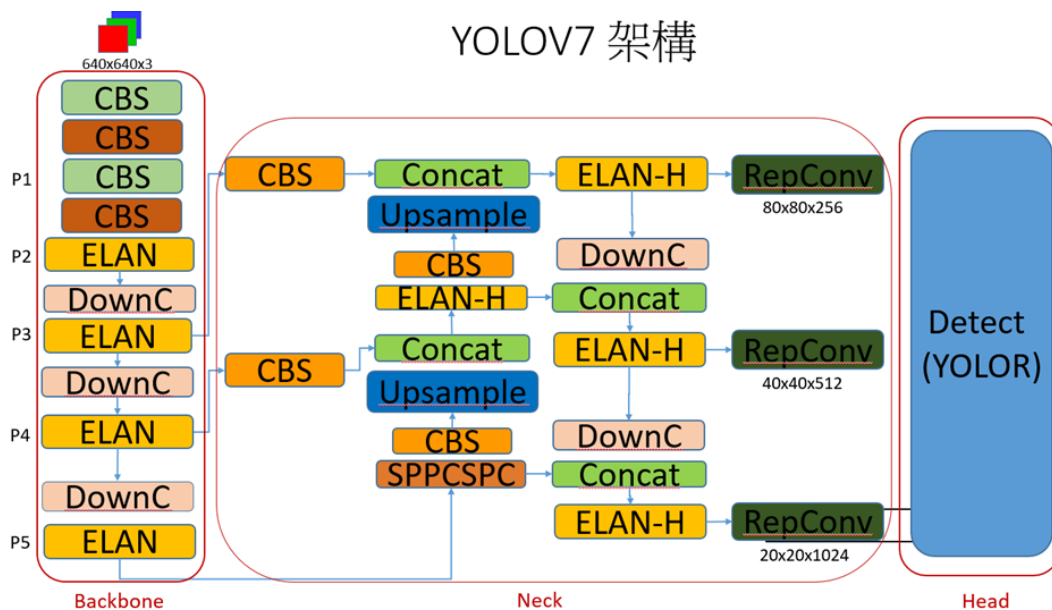 YOLOV7 架構
640x640x3
CBS
CBS
P1
CBS
CBS
P2
ELAN
DownC
P3
ELAN
DownC
P4
ELAN
DownC
P5
ELAN
Backbone
CBS
Concat
ELAN-H
RepConv
80x80x256
Upsample
DownC
CBS
ELAN-H
Concat
CBS
Concat
ELAN-H
RepConv
40x40x512
Upsample
CBS
DownC
SPPCSPC
Concat
ELAN-H
RepConv
20x20x1024
Neck
Detect
(YOLOR)
Head